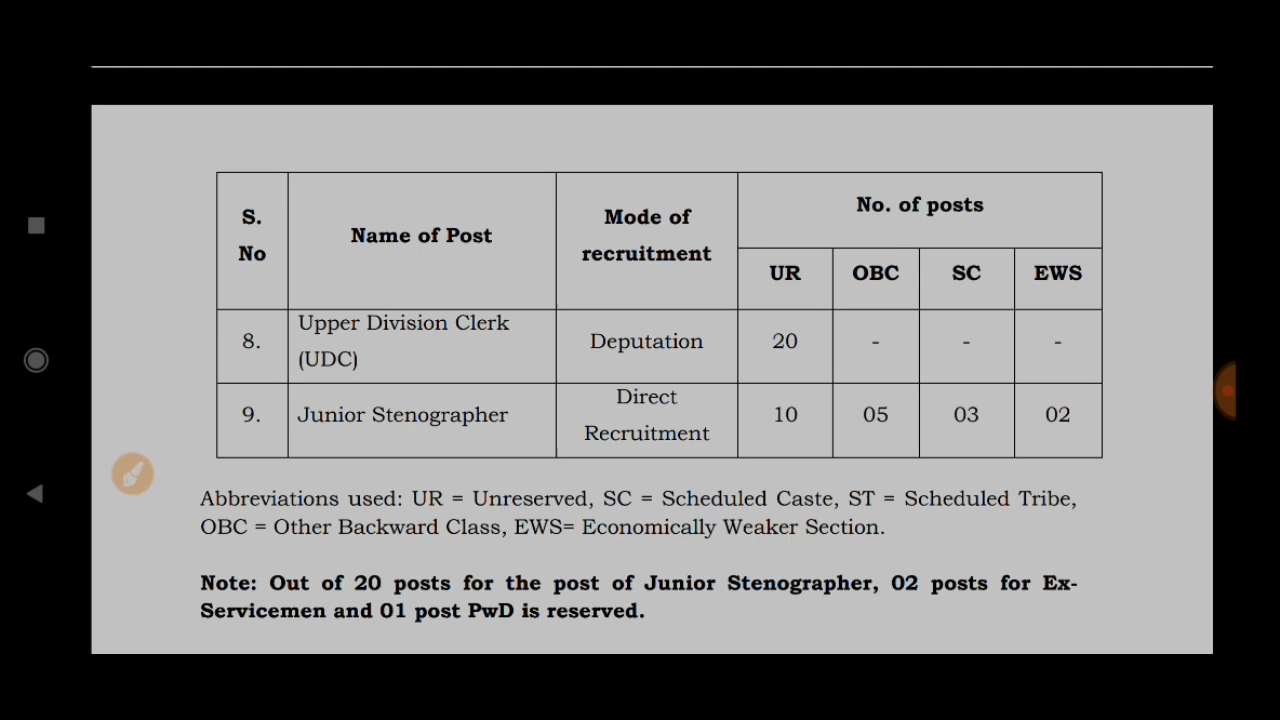 S. No | Name of Post | Mode of recruitment | No. of posts
UR | OBC | SC | EWS
8. | Upper Division Clerk (UDC) | Deputation | 20 | - | - | -
9. | Junior Stenographer | Direct Recruitment | 10 | 05 | 03 | 02
Abbreviations used: UR = Unreserved, SC = Scheduled Caste, ST = Scheduled Tribe,
OBC = Other Backward Class, EWS= Economically Weaker Section.
Note: Out of 20 posts for the post of Junior Stenographer, 02 posts for Ex-
Servicemen and 01 post PwD is reserved.